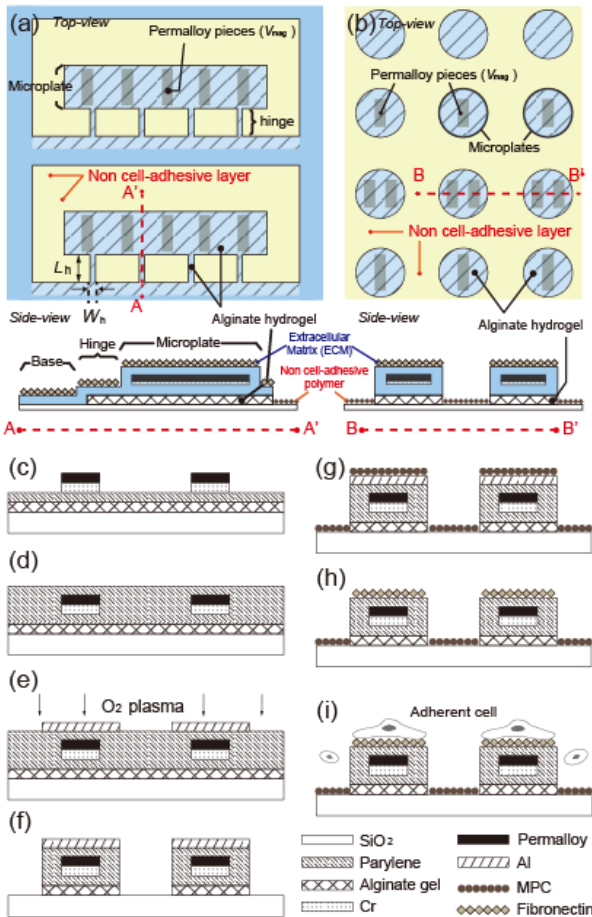 (a)
Top-view
Permalloy pieces (Vmag)
Microplate
hinge
Non cell-adhesive layer
A'
Lh
Wh
A
(b)
Top-view
Permalloy pieces (Vmag)
Microplates
B
B'
Non cell-adhesive layer
Side-view
Alginate hydrogel
Side-view
Alginate hydrogel
Base
Hinge
Microplate
Extracellular
Matrix (ECM)
Non cell-adhesive
polymer
A
A'
B
B'
(c)
(d)
(e)
O2 plasma
(f)
(g)
(h)
(i)
Adherent cell
SiO2
Parylene
Alginate gel
Cr
Permalloy
Al
MPC
Fibronectin